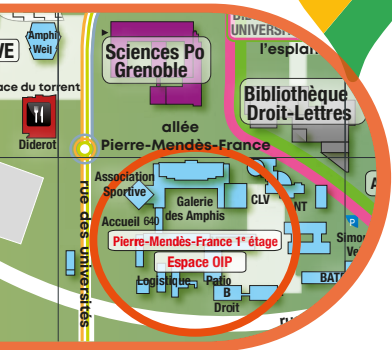 Amphi
Weil
VE
Sciences Po
Grenoble
UNIVERSI
l'esplan
ace du torrent
Bibliothèque
Droit-Lettres
Diderot
allée
Pierre-Mendès-France
Association
Sportive
Galerie
des Amphis
CLV
NT
Accueil 640
rue des universités
Pierre-Mendès-France 1e étage
Espace OIP
P
Simo
Ve
Logistique
Patio
BAT
B
Droit